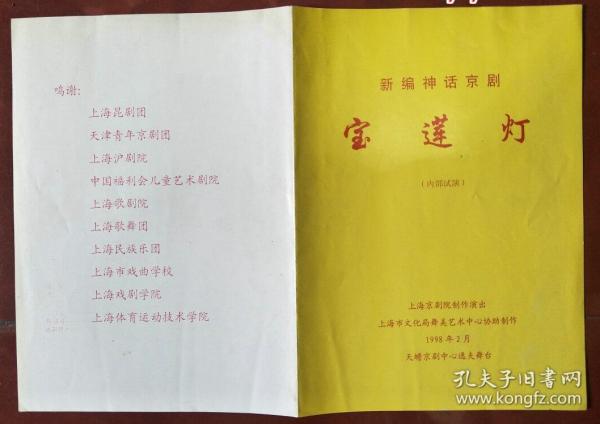 鸣谢:
上海昆剧团
天津青年京剧团
上海沪剧院
中国福利会儿童艺术剧院
上海歌剧院
上海歌舞团
上海民族乐团
上海市戏曲学校
上海戏剧学院
上海体育运动技术学院
新编神话京剧
宝莲灯
(内部试演)
上海京剧院制作演出
上海市文化局舞美艺术中心协助制作
1998年2月
天蟾京剧中心逸夫舞台
孔夫子旧书网
www.kongfz.com